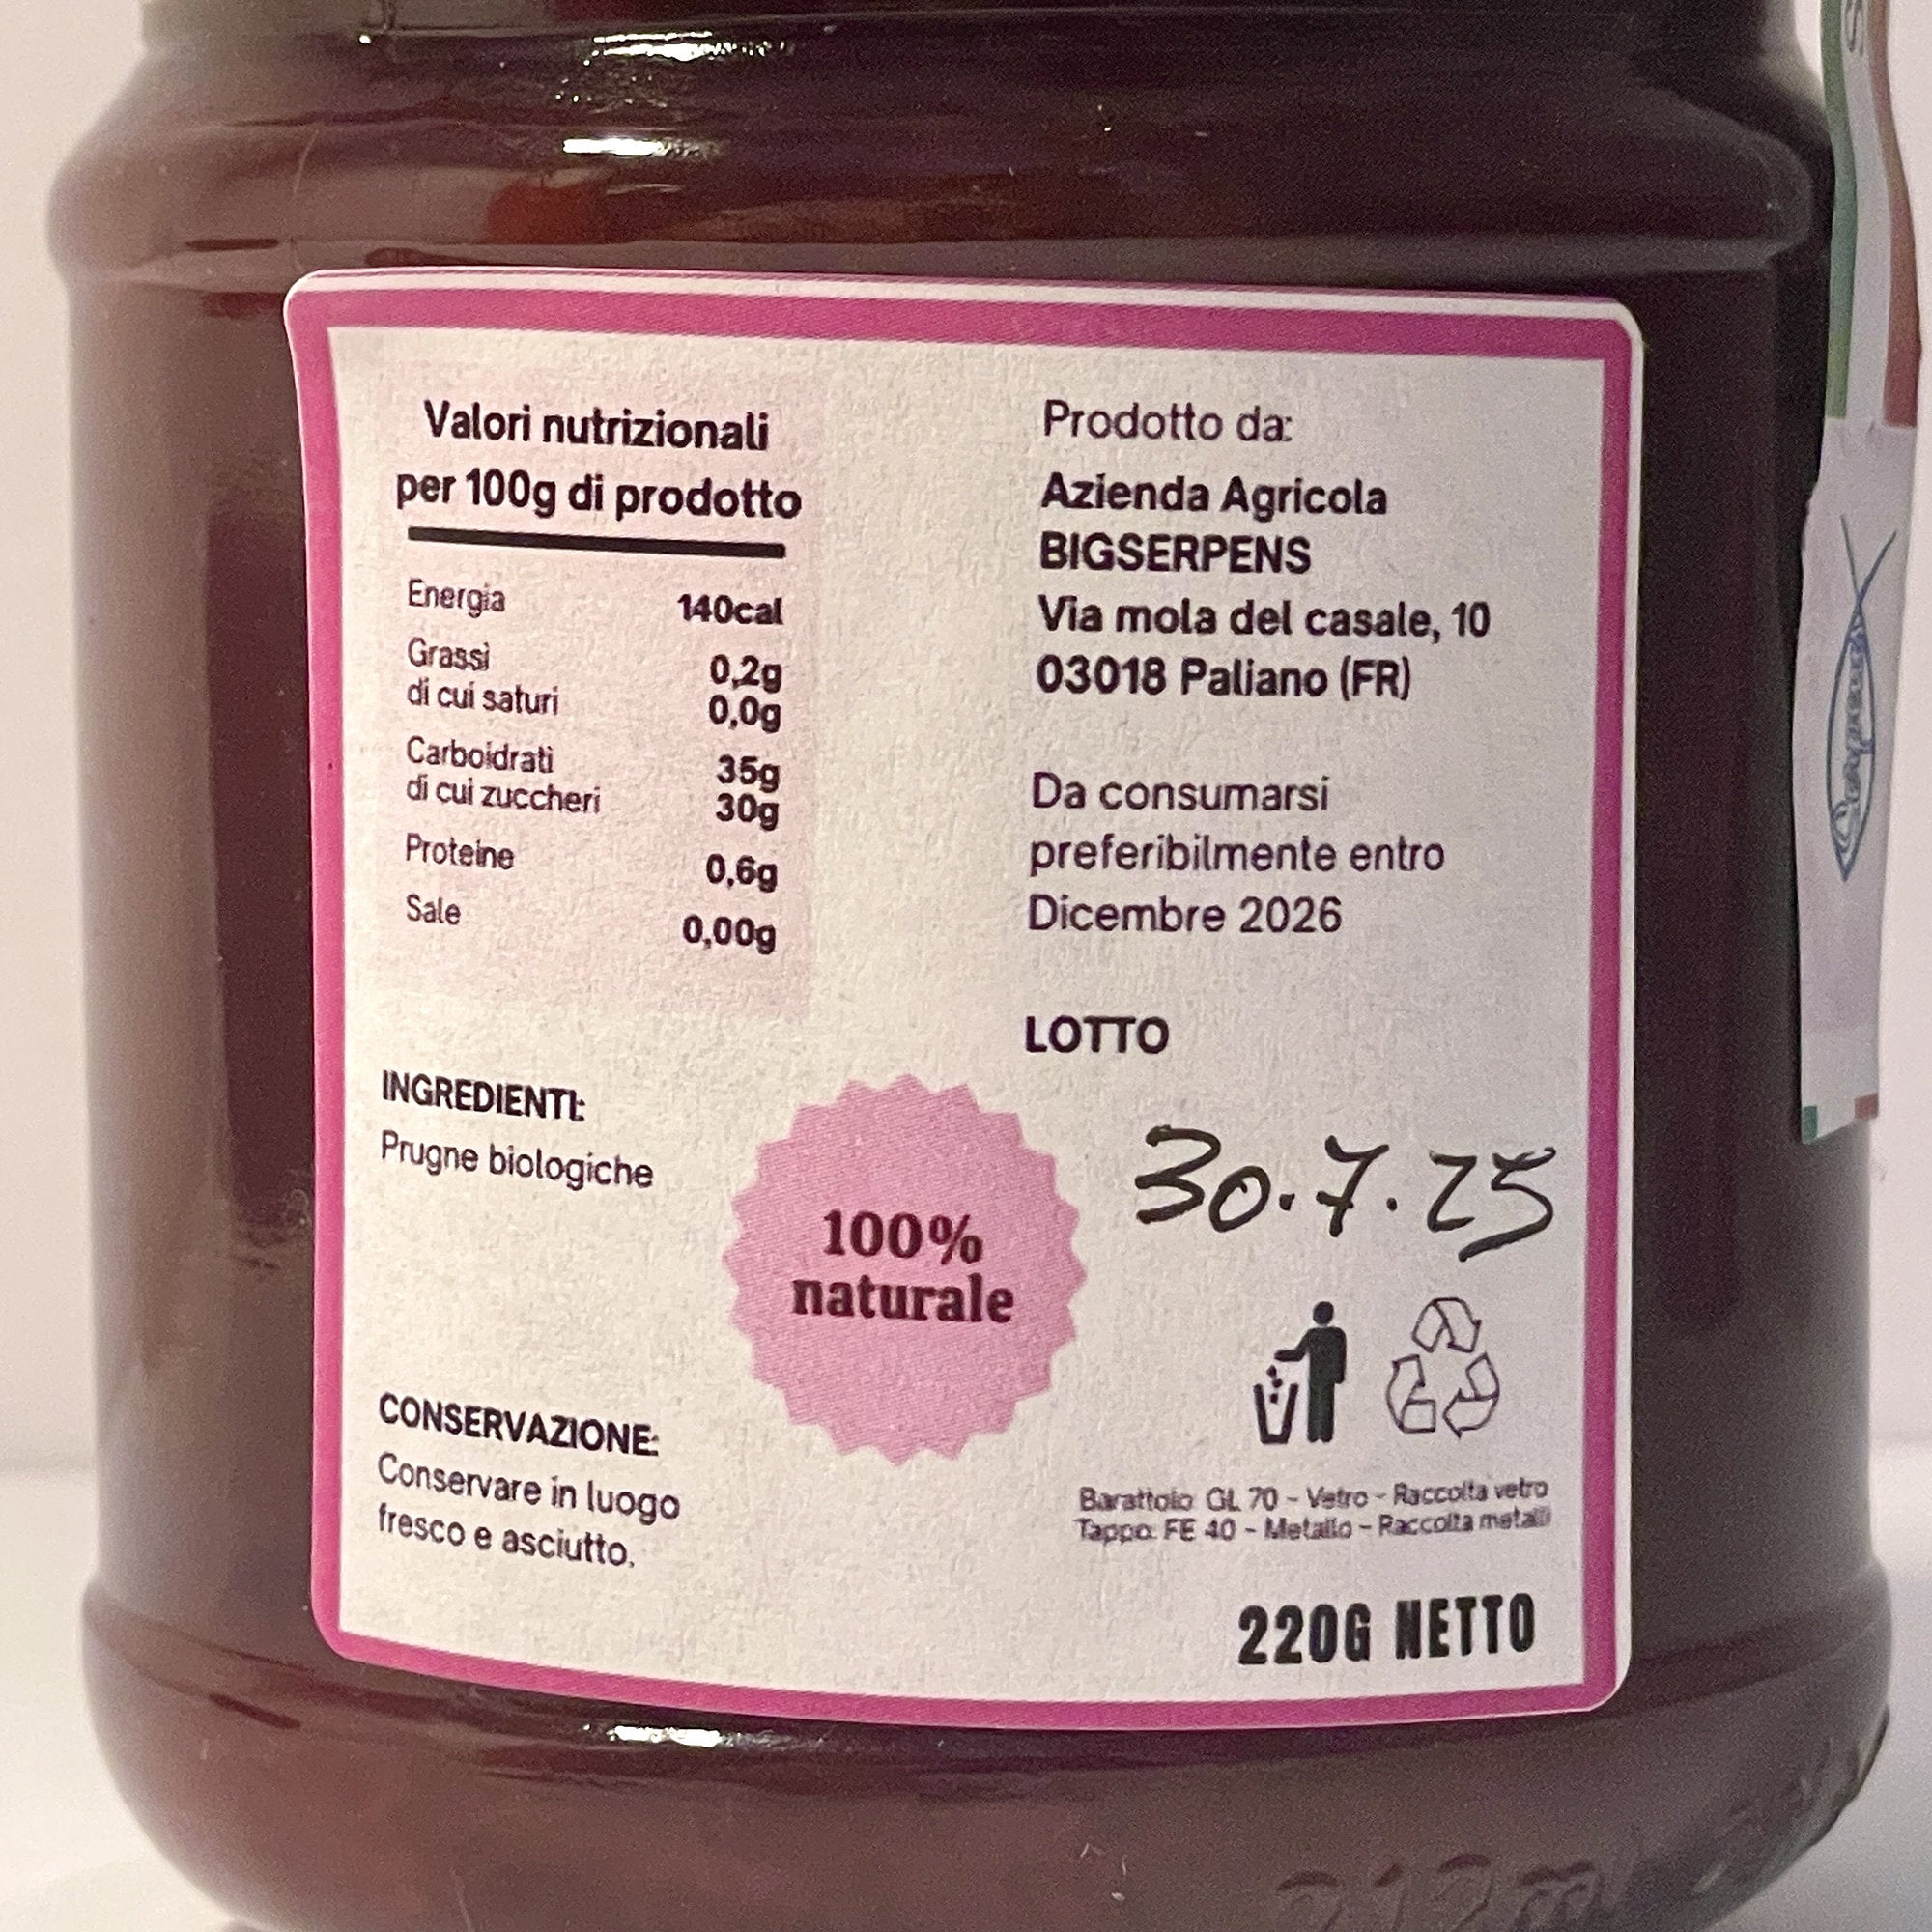 Valori nutrizionali
per 100g di prodotto
Energia 140cal
Grassi 0,2g
di cui saturi 0,0g
Carboidrati 35g
di cui zuccheri 30g
Proteine 0,6g
Sale 0,00g
INGREDIENTI:
Prugne biologiche
CONSERVAZIONE:
Conservare in luogo
fresco e asciutto.
100%
naturale
Prodotto da:
Azienda Agricola
BIGSERPENS
Via mola del casale, 10
03018 Paliano (FR)
Da consumarsi
preferibilmente entro
Dicembre 2026
LOTTO
30.7.25
Barattolo GL 70 - Vetro - Raccolta vetro
Tappo: FE 40 - Metallo - Raccolta metalli
220G NETTO
212ml